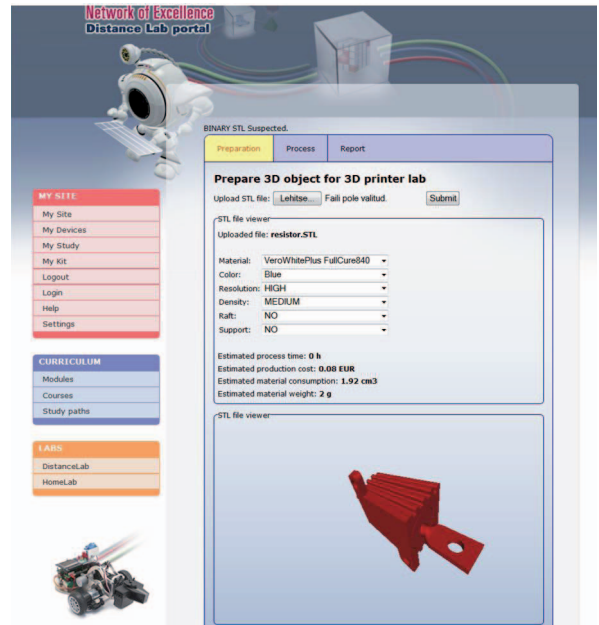 Network of Excellence
Distance Lab portal
BINARY STL Suspected.
Preparation Process Report
Prepare 3D object for 3D printer lab
Upload STL file: Lehitse... Faili pole valitud. Submit
STL file viewer
Uploaded file: resistor.STL
Material: VeroWhitePlus FullCure840
Color: Blue
Resolution: HIGH
Density: MEDIUM
Raft: NO
Support: NO
Estimated process time: 0 h
Estimated production cost: 0.08 EUR
Estimated material consumption: 1.92 cm3
Estimated material weight: 2 g
STL file viewer
MY SITE
My Site
My Devices
My Study
My Kit
Logout
Login
Help
Settings
CURRICULUM
Modules
Courses
Study paths
LABS
DistanceLab
HomeLab